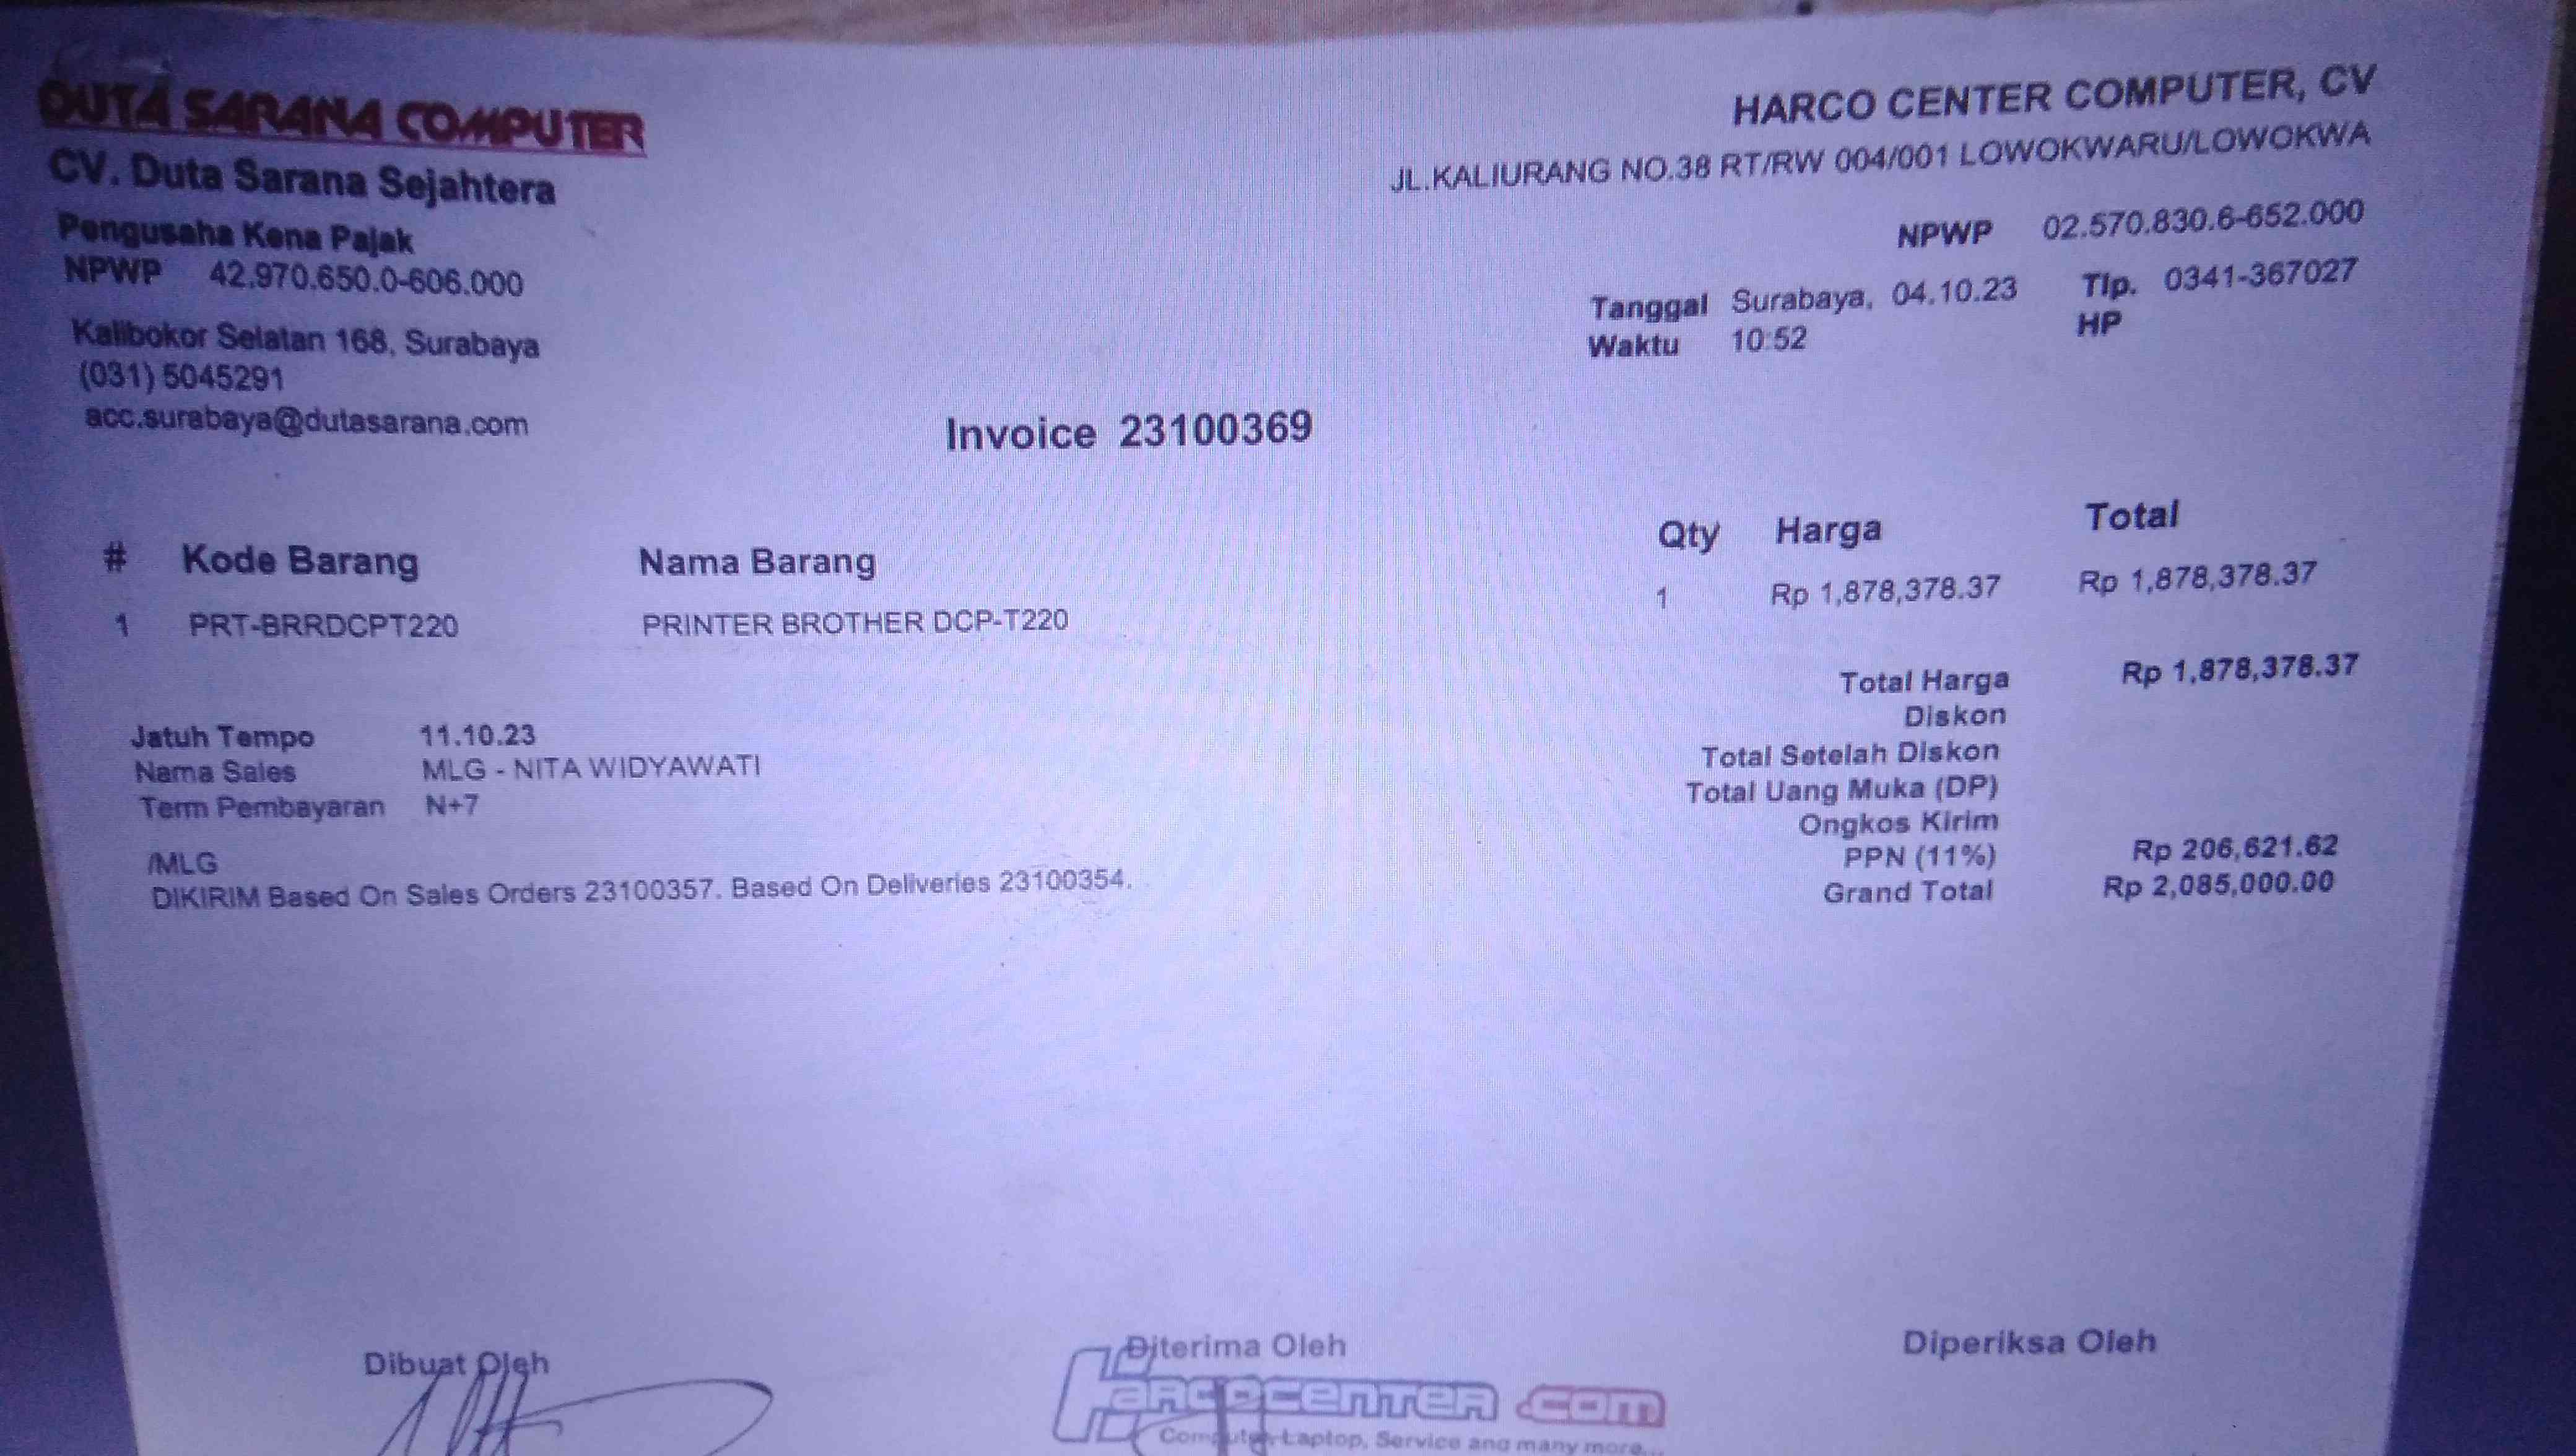 DUTA SARANA COMPUTER
CV. Duta Sarana Sejahtera
Pengusaha Kena Pajak
NPWP 42.970.650.0-606.000
Kalibokor Selatan 168, Surabaya
(031) 5045291
acc.surabaya@dutasarana.com
HARCO CENTER COMPUTER, CV
JL.KALIURANG NO.38 RT/RW 004/001 LOWOKWARU/LOWOKWA
NPWP 02.570.830.6-652.000
Tanggal Surabaya, 04.10.23 Tlp. 0341-367027
Waktu 10:52 HP
Invoice 23100369
# Kode Barang Nama Barang Qty Harga Total
1 PRT-BRRDCPT220 PRINTER BROTHER DCP-T220 1 Rp 1,878,378.37 Rp 1,878,378.37
Total Harga Rp 1,878,378.37
Diskon
Total Setelah Diskon
Total Uang Muka (DP)
Ongkos Kirim
PPN (11%) Rp 206,621.62
Grand Total Rp 2,085,000.00
Jatuh Tempo 11.10.23
Nama Sales MLG - NITA WIDYAWATI
Term Pembayaran N+7
/MLG
DIKIRIM Based On Sales Orders 23100357. Based On Deliveries 23100354.
Dibuat Oleh Diterima Oleh Diperiksa Oleh
Harcocenter.com
Computer, Laptop, Service and many more...